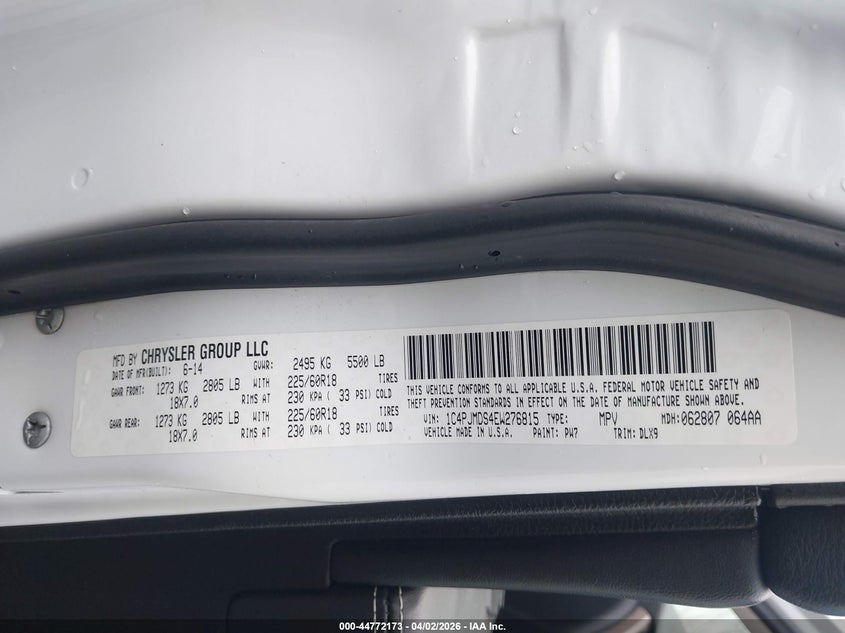 MFD BY CHRYSLER GROUP LLC
DATE OF MFR(BUILT): 6-14 GVWR: 2495 KG 5500 LB
GAWR FRONT: 1273 KG 2805 LB WITH 225/60R18 TIRES
18X7.0 RIMS AT 230 KPA ( 33 PSI) COLD
GAWR REAR: 1273 KG 2805 LB WITH 225/60R18 TIRES
18X7.0 RIMS AT 230 KPA ( 33 PSI) COLD
THIS VEHICLE CONFORMS TO ALL APPLICABLE U.S.A. FEDERAL MOTOR VEHICLE SAFETY AND
THEFT PREVENTION STANDARDS IN EFFECT ON THE DATE OF MANUFACTURE SHOWN ABOVE.
VIN: 1C4PJMDS4EW276815 TYPE: MPV MDH: 062807 064AA
VEHICLE MADE IN U.S.A. PAINT: PW7 TRIM: DLX9
000-44772173 | 04/02/2026 - IAA Inc.